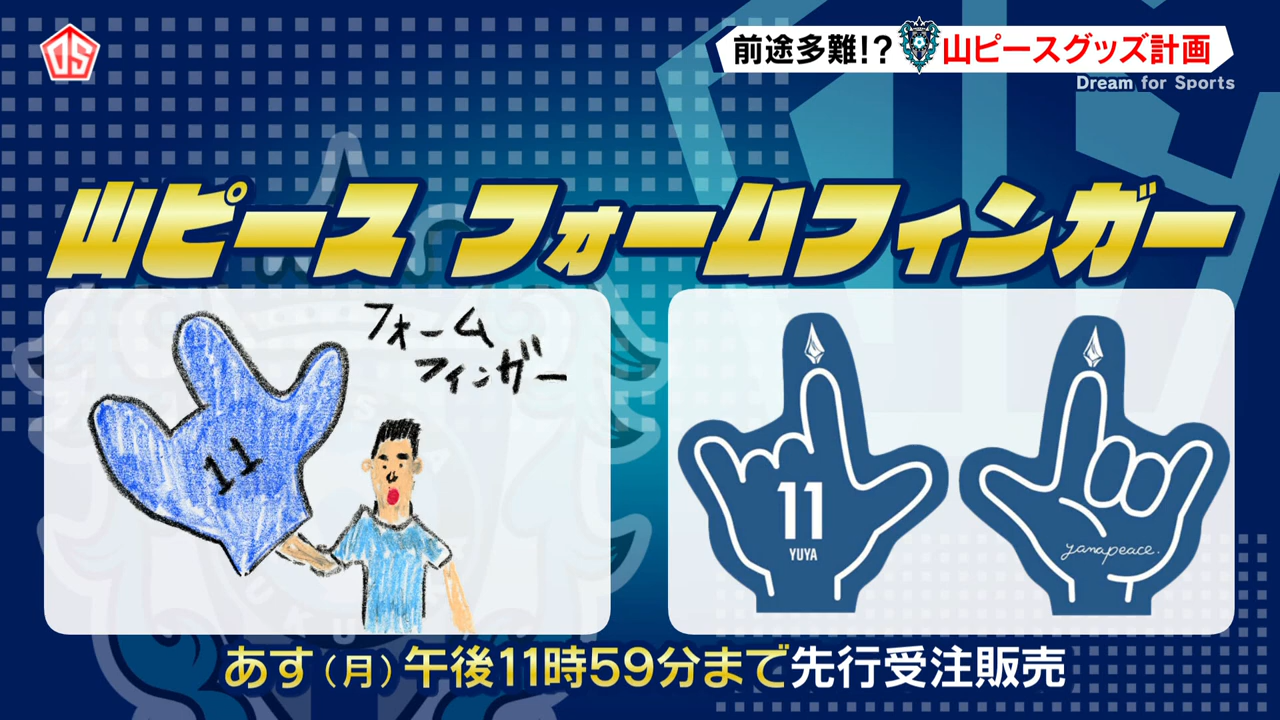 DS
前途多難!?山ピースグッズ計画
Dream for Sports
山ピース フォームフィンガー
フォーム
フィンガー
11
11
YUYA
yamapeace.
あす(月)午後11時59分まで先行受注販売